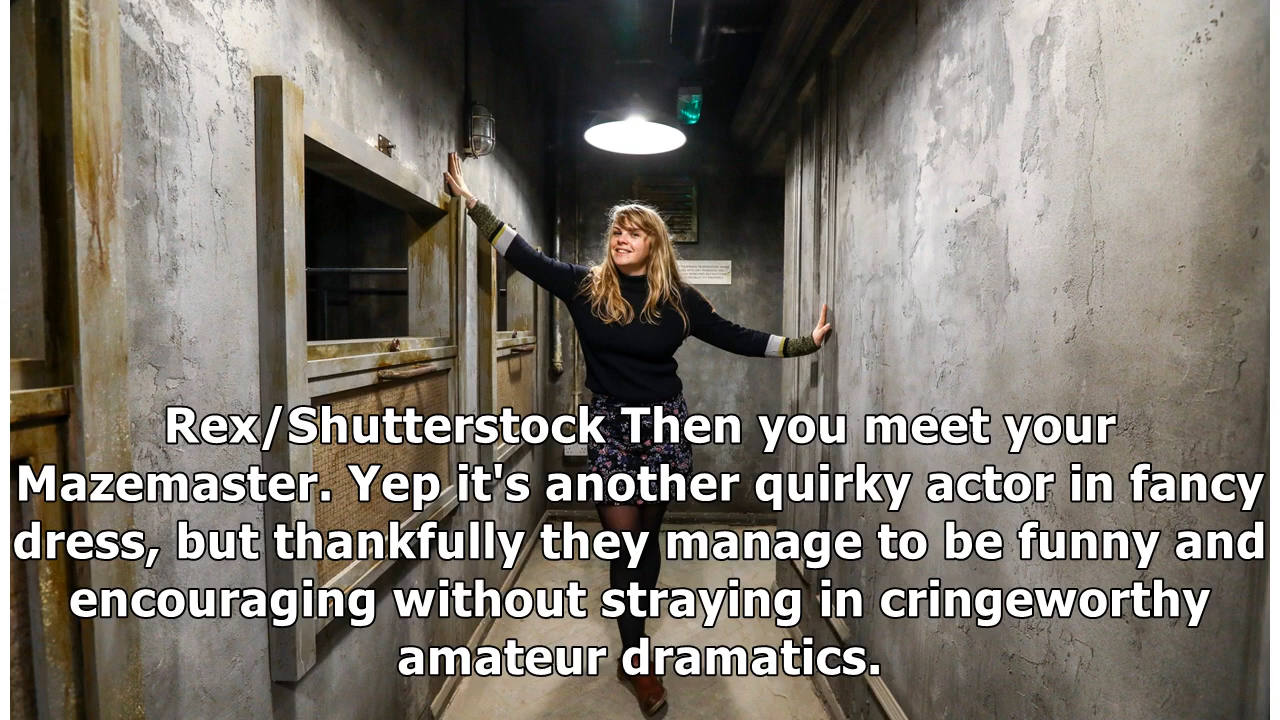 Rex/Shutterstock Then you meet your
Mazemaster. Yep it's another quirky actor in fancy
dress, but thankfully they manage to be funny and
encouraging without straying in cringeworthy
amateur dramatics.